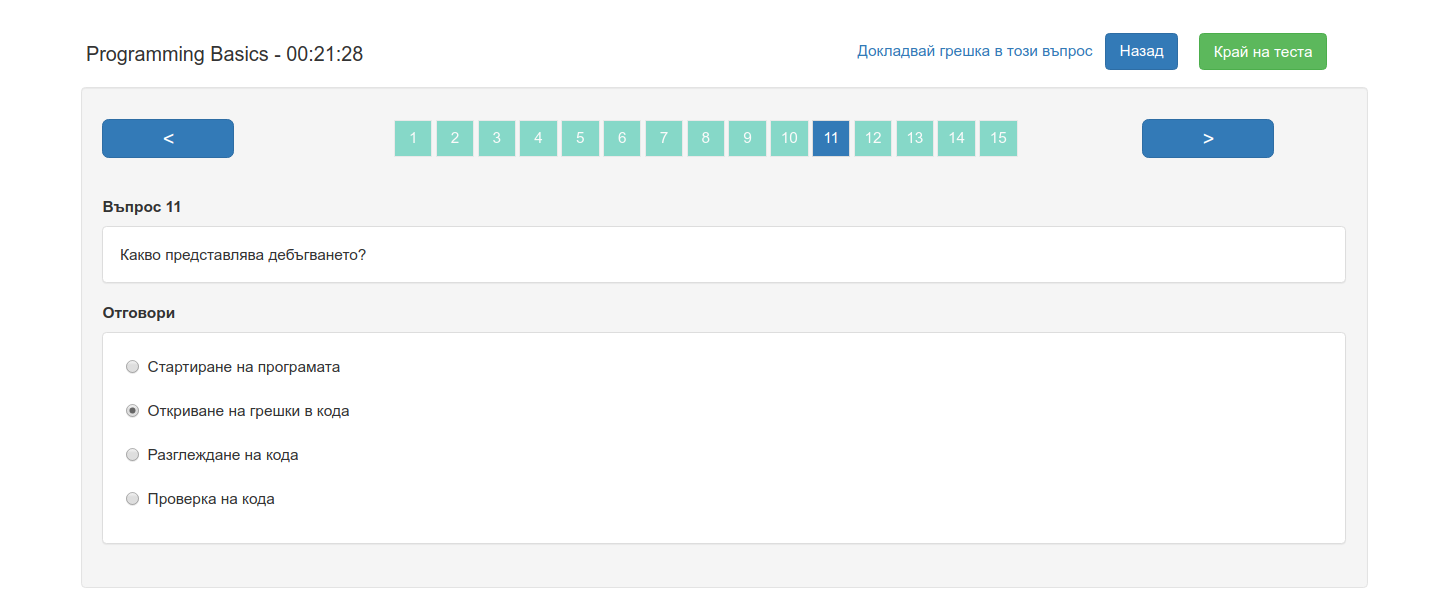 Programming Basics - 00:21:28
Докладвай грешка в този въпрос
Назад
Край на теста
<
1 2 3 4 5 6 7 8 9 10 11 12 13 14 15
>
Въпрос 11
Какво представлява дебъгването?
Отговори
Стартиране на програмата
Откриване на грешки в кода
Разглеждане на кода
Проверка на кода